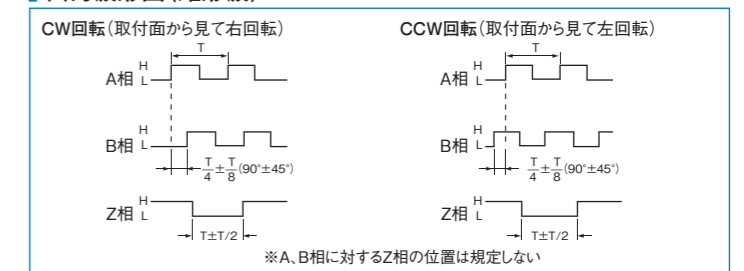 CW回転(取付面から見て右回転)
T
A相 H L
B相 H L
T/4±T/8(90°±45°)
Z相 H L
T±T/2
CCW回転(取付面から見て左回転)
T
A相 H L
B相 H L
T/4±T/8(90°±45°)
Z相 H L
T±T/2
※A、B相に対するZ相の位置は規定しない